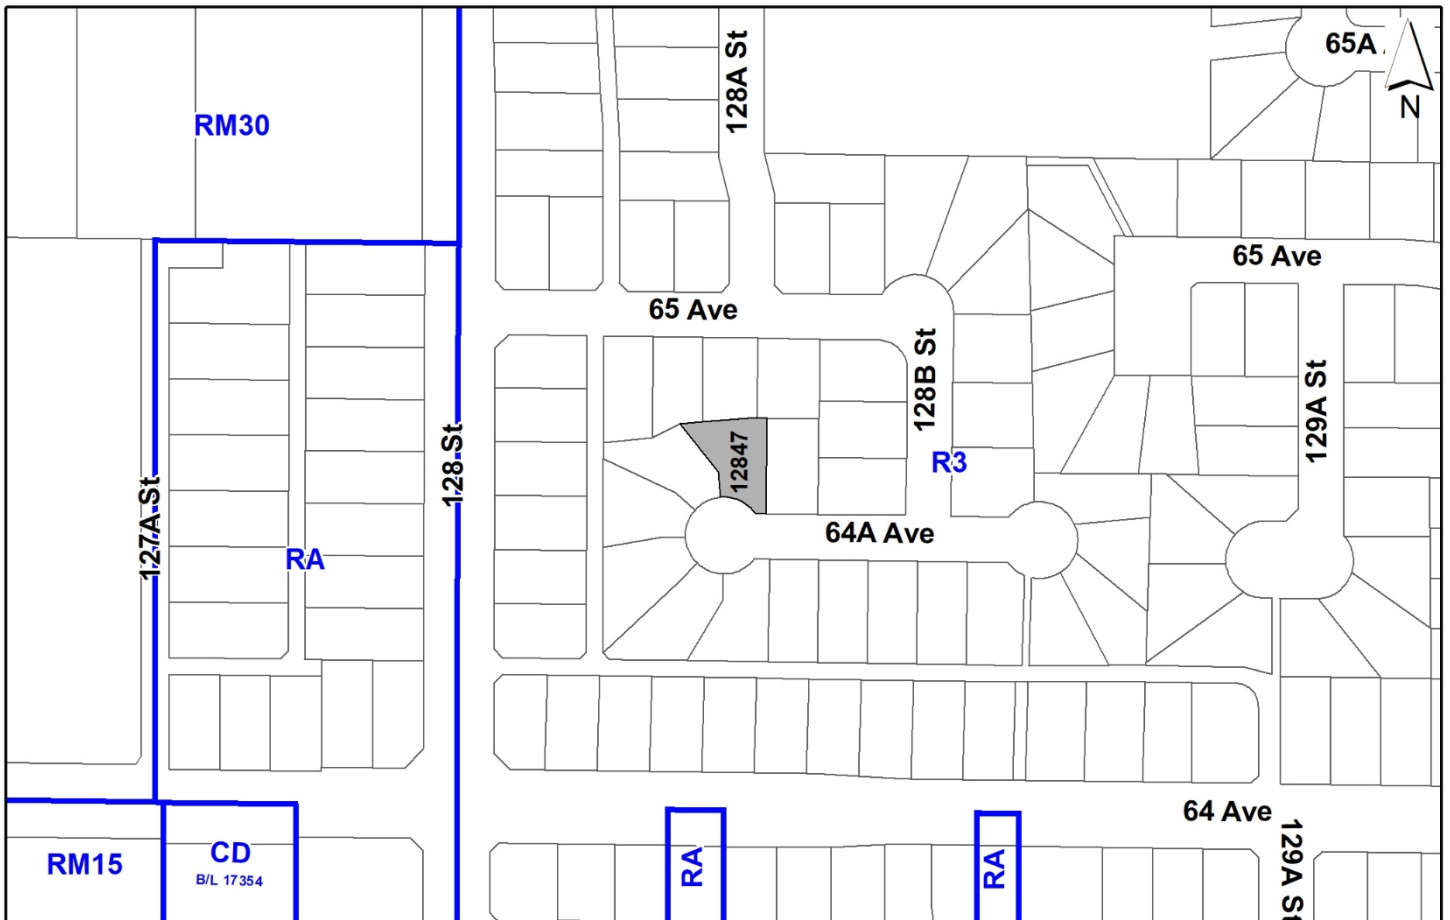 65A
N
128A St
RM30
65 Ave
65 Ave
128B St
129A St
128 St
12847
R3
127A St
64A Ave
RA
64 Ave
RM15
CD
B/L 17354
RA
RA
129A St